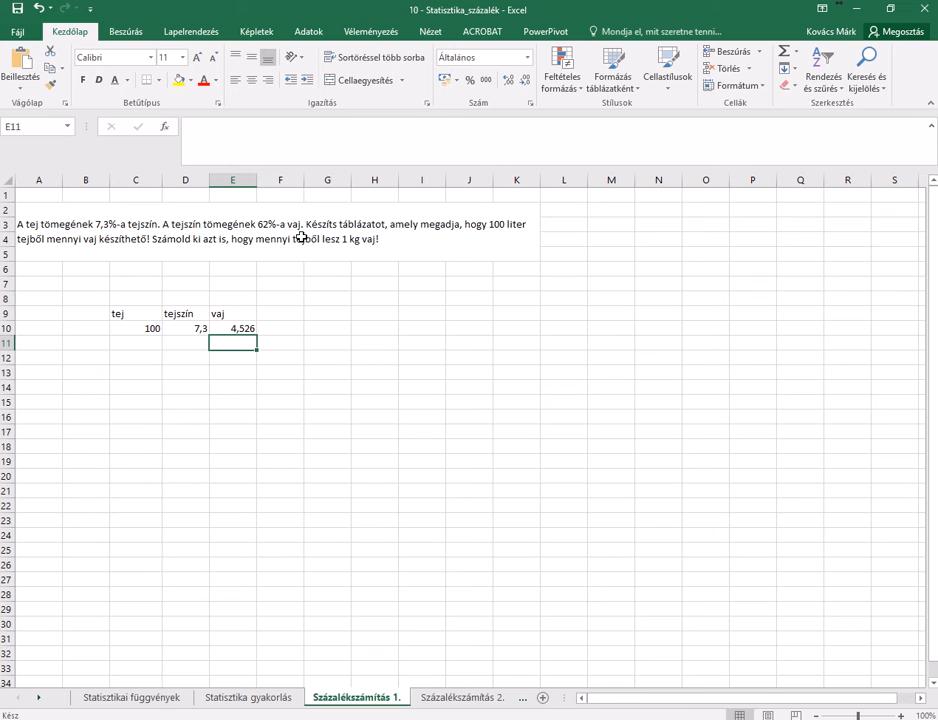 10 - Statisztika_százalék - Excel
Fájl Kezdőlap Beszúrás Lapelrendezés Képletek Adatok Véleményezés Nézet ACROBAT PowerPivot Mondja el, mit szeretne tenni... Kovács Márk Megosztás
Beillesztés
Calibri 11
F D A
Sortöréssel több sorba
Cellaegyesítés
Általános
% 000
Feltételes formázás
Formázás táblázatként
Cellastílusok
Beszúrás
Törlés
Formátum
Rendezés és szűrés
Keresés és kijelölés
Vágólap Betűtípus Igazítás Szám Stílusok Cellák Szerkesztés
E11 fx
A B C D E F G H I J K L M N O P Q R S
1
2
3 A tej tömegének 7,3%-a tejszín. A tejszín tömegének 62%-a vaj. Készíts táblázatot, amely megadja, hogy 100 liter
4 tejből mennyi vaj készíthető! Számold ki azt is, hogy mennyi tejből lesz 1 kg vaj!
5
6
7
8
9 tej tejszín vaj
10 100 7,3 4,526
11
12
13
14
15
16
17
18
19
20
21
22
23
24
25
26
27
28
29
30
31
32
33
34
Statisztikai függvények Statisztika gyakorlás Százalékszámítás 1. Százalékszámítás 2. ...
Kész 100%